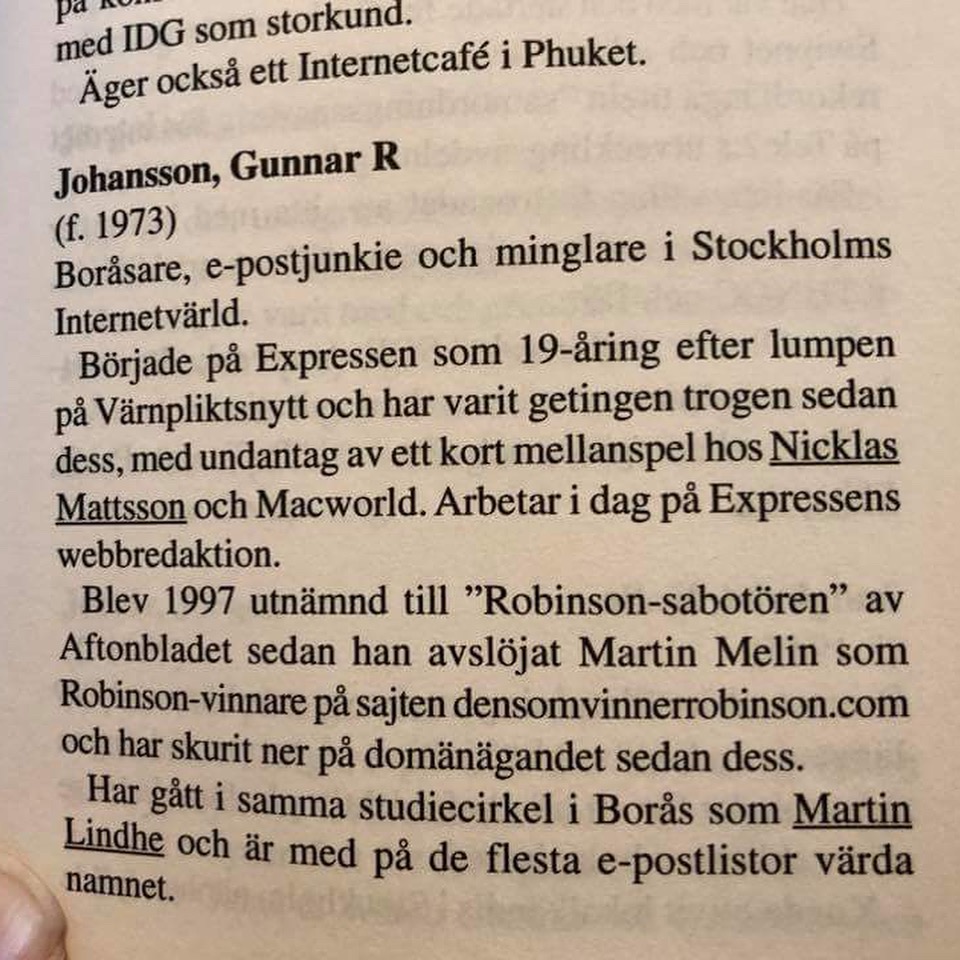 på
med IDG som storkund.
Äger också ett Internetcafé i Phuket.
Johansson, Gunnar R
(f. 1973)
Boråsare, e-postjunkie och minglare i Stockholms
Internetvärld.
Började på Expressen som 19-åring efter lumpen
på Värnpliktsnytt och har varit getingen trogen sedan
dess, med undantag av ett kort mellanspel hos Nicklas
Mattsson och Macworld. Arbetar i dag på Expressens
webbredaktion.
Blev 1997 utnämnd till ”Robinson-sabotören” av
Aftonbladet sedan han avslöjat Martin Melin som
Robinson-vinnare på sajten densomvinnerrobinson.com
och har skurit ner på domänägandet sedan dess.
Har gått i samma studiecirkel i Borås som Martin
Lindhe och är med på de flesta e-postlistor värda
namnet.